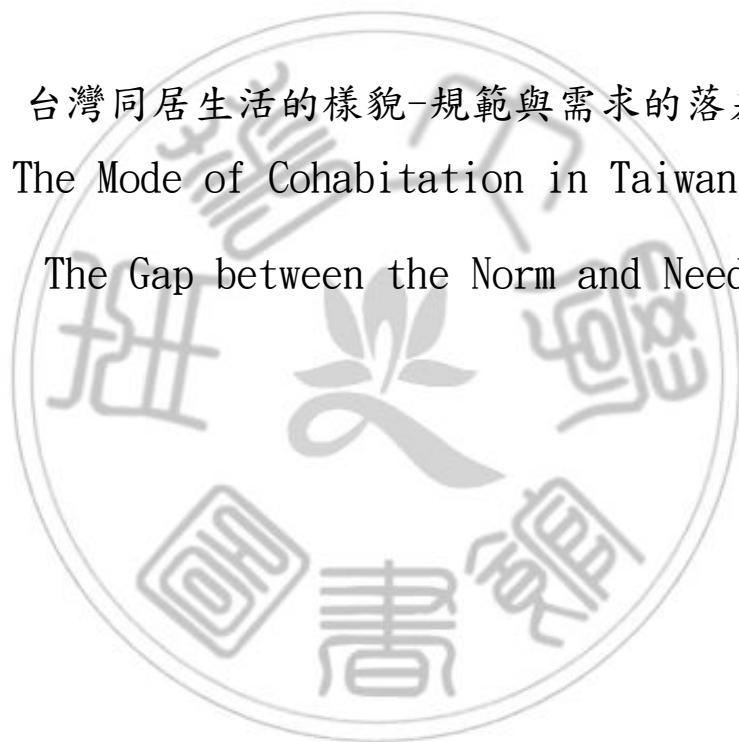 台灣同居生活的樣貌-規範與需求的落
The Mode of Cohabitation in Tawain
The Gap between the Norm and Need